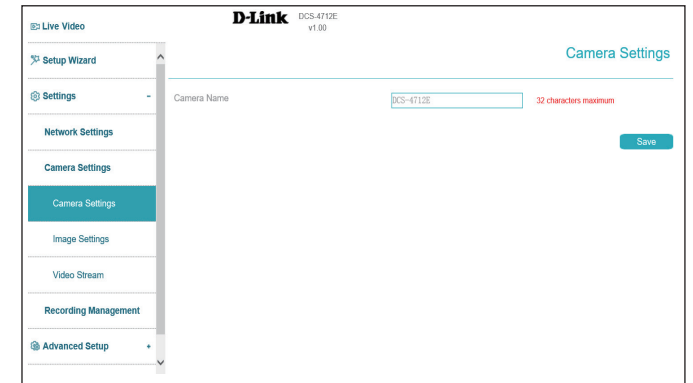 D-Link DCS-4712E
v1.00
Live Video
Setup Wizard
Settings -
Network Settings
Camera Settings
Camera Settings
Image Settings
Video Stream
Recording Management
Advanced Setup +
Camera Settings
Camera Name DCS-4712E 32 characters maximum
Save